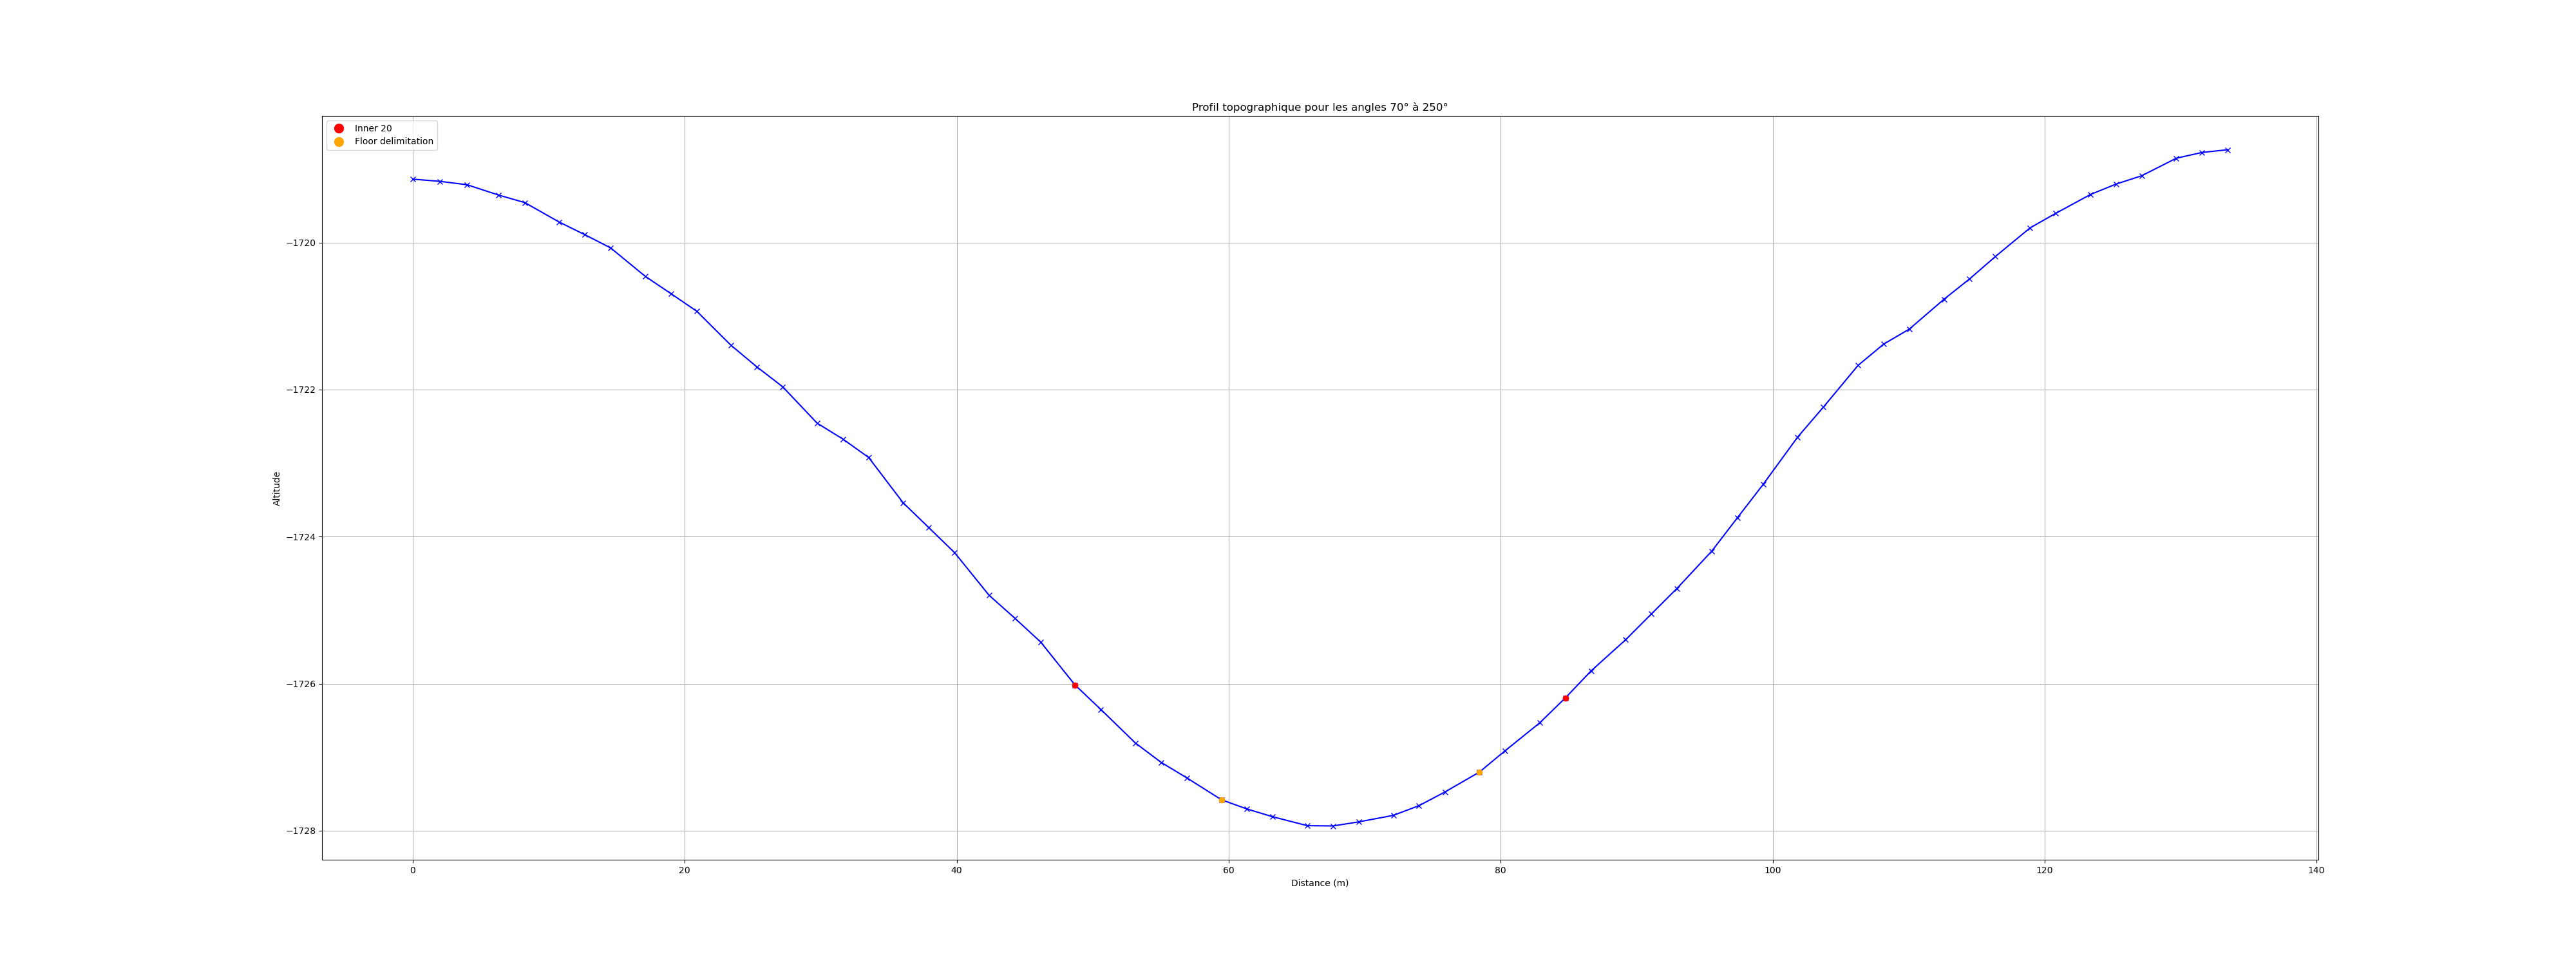 Profil topographique pour les angles 70° à 250°
Inner 20
Floor delimitation
Altitude
−1720
−1722
−1724
−1726
−1728
0 20 40 60 80 100 120 140
Distance (m)